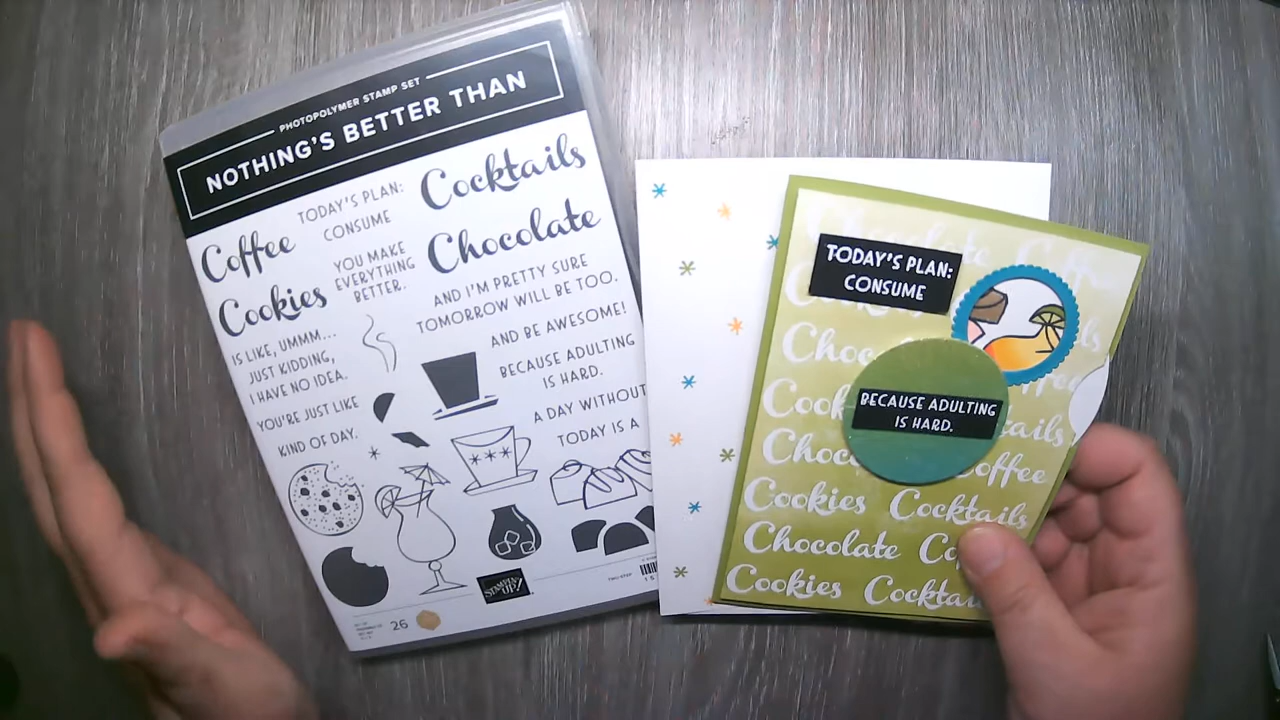 PHOTOPOLYMER STAMP SET
NOTHING'S BETTER THAN
Cocktails
TODAY'S PLAN:
CONSUME
Coffee
Chocolate
YOU MAKE
EVERYTHING
BETTER.
Cookies
AND I'M PRETTY SURE
TOMORROW WILL BE TOO.
IS LIKE, UMMM...
JUST KIDDING,
I HAVE NO IDEA.
AND BE AWESOME!
BECAUSE ADULTING
IS HARD.
YOU'RE JUST LIKE
A DAY WITHOUT
KIND OF DAY.
TODAY IS A
STAMPIN' UP!
26
TODAY'S PLAN:
CONSUME
BECAUSE ADULTING
IS HARD.
Coffee
Cookies Cocktails
Chocolate
Cookies